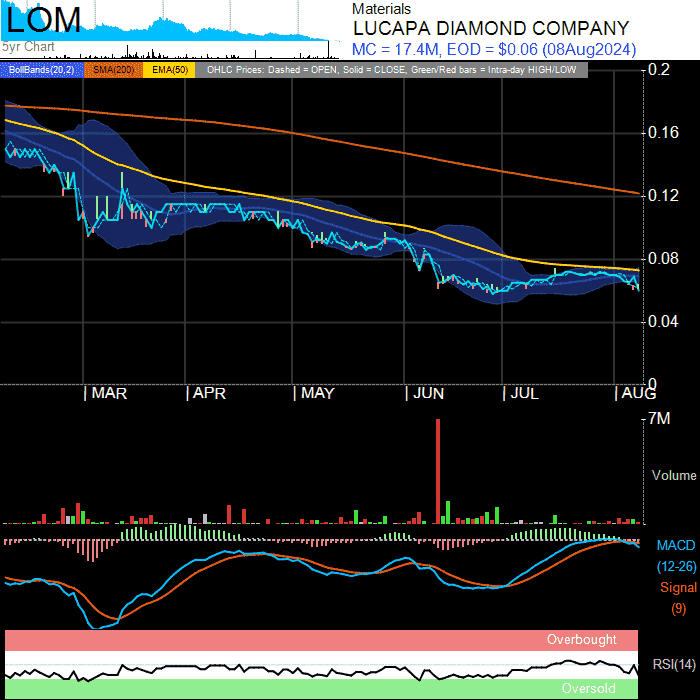 LOM
5yr Chart
Materials
LUCAPA DIAMOND COMPANY
MC = 17.4M, EOD = $0.06 (08Aug2024)
BollBands(20,2) SMA(200) EMA(50) OHLC Prices: Dashed = OPEN, Solid = CLOSE, Green/Red bars = Intra-day HIGH/LOW
0.2
0.16
0.12
0.08
0.04
0
| MAR | APR | MAY | JUN | JUL | AUG
7M
Volume
MACD
(12-26)
Signal
(9)
Overbought
RSI(14)
Oversold